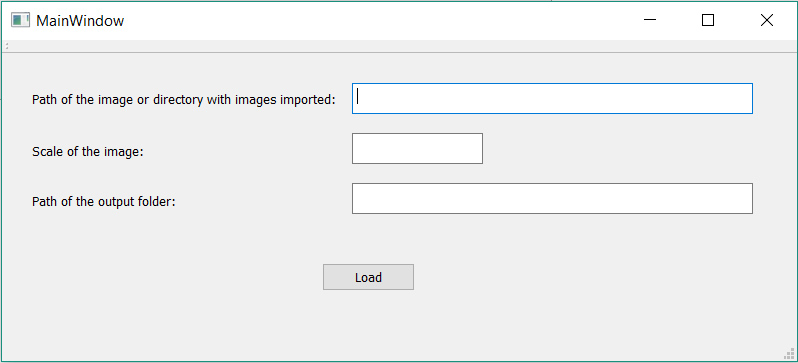 MainWindow
Path of the image or directory with images imported:
Scale of the image:
Path of the output folder:
Load